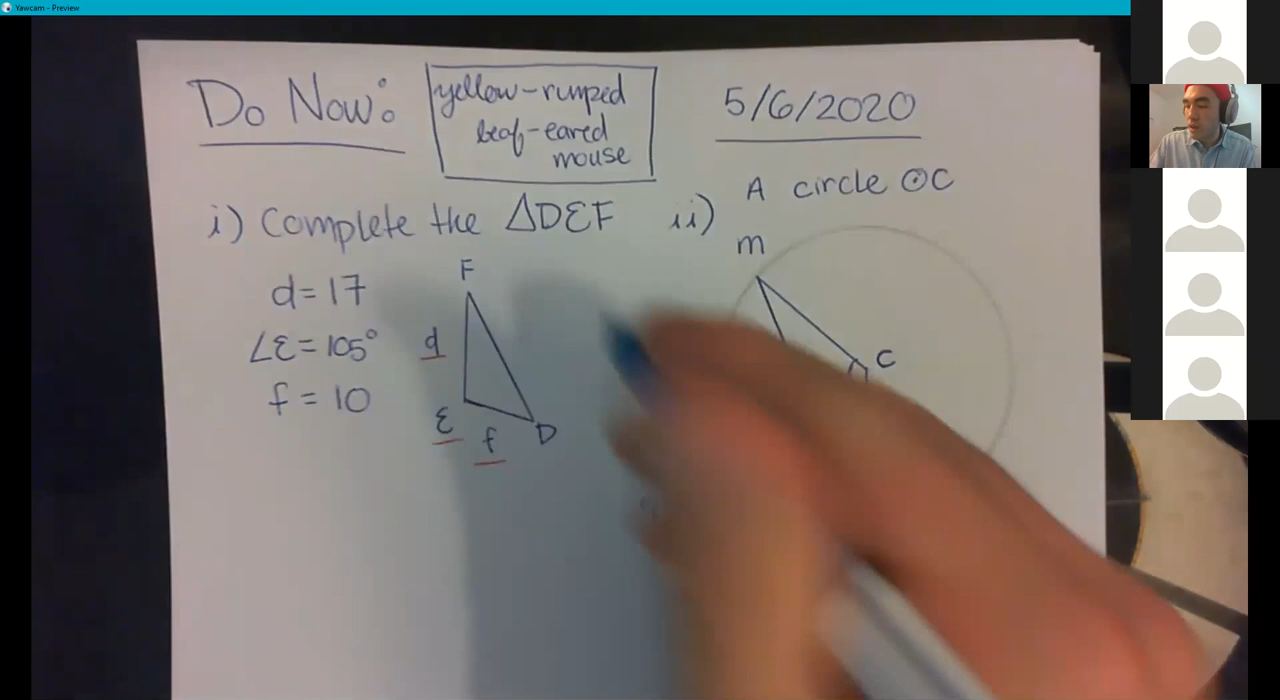 Yawcam - Preview
Do Now:
yellow-rumped
leaf-eared
mouse
5/6/2020
i) Complete the △DEF
d = 17
∠E = 105°
f = 10
F
d
E
f
D
ii)
A circle ⊙C
m
C